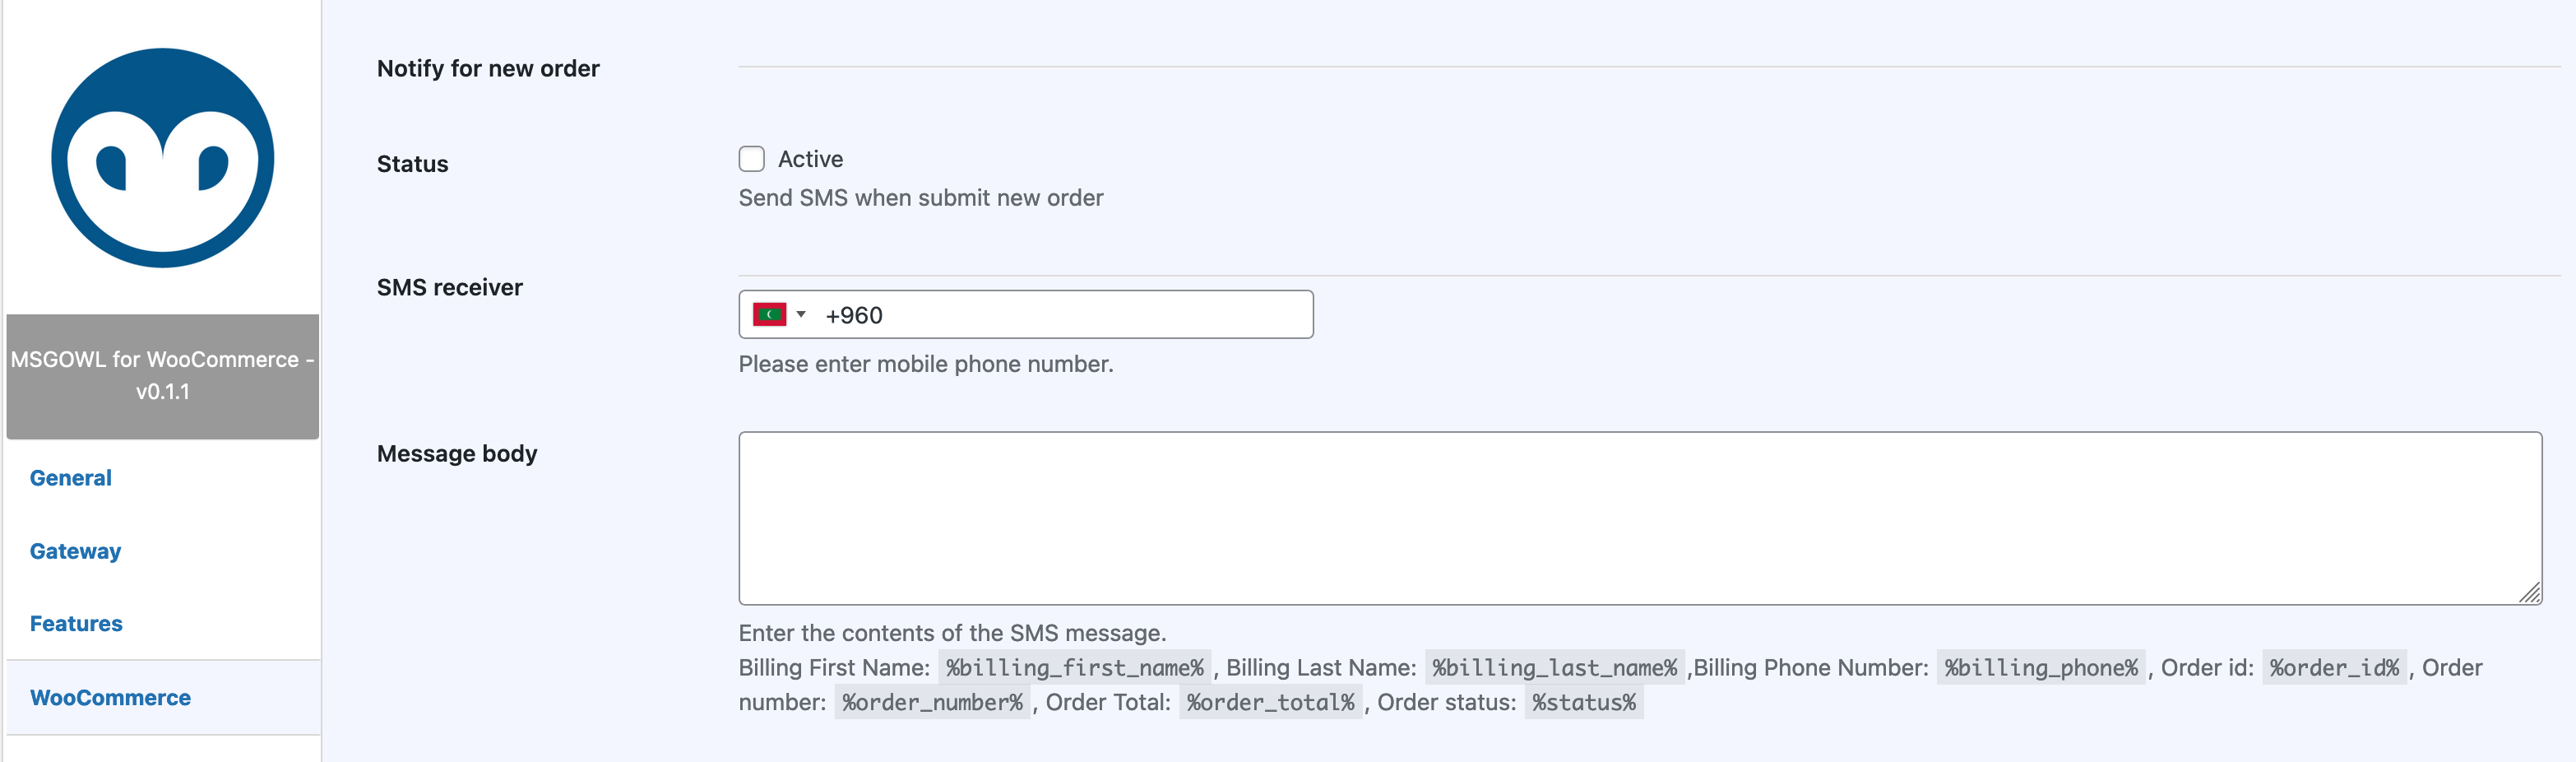 MSGOWL for WooCommerce -
v0.1.1
General
Gateway
Features
WooCommerce
Notify for new order
Status
Active
Send SMS when submit new order
SMS receiver
+960
Please enter mobile phone number.
Message body
Enter the contents of the SMS message.
Billing First Name: %billing_first_name% , Billing Last Name: %billing_last_name% ,Billing Phone Number: %billing_phone% , Order id: %order_id% , Order
number: %order_number% , Order Total: %order_total% , Order status: %status%